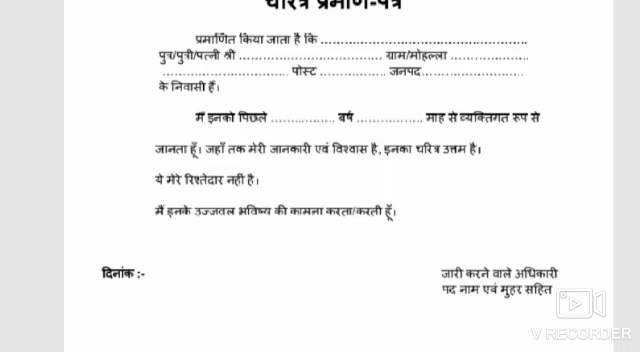 चरित्र प्रमाण-पत्र
प्रमाणित किया जाता है कि ......................................................
पुत्र/पुत्री/पत्नी श्री ..................................... ग्राम/मोहल्ला .....................
................................. पोस्ट ................. जनपद...........................
के निवासी हैं।
मैं इनको पिछले ................. वर्ष ................. माह से व्यक्तिगत रूप से
जानता हूँ। जहाँ तक मेरी जानकारी एवं विश्वास है, इनका चरित्र उत्तम है।
ये मेरे रिश्तेदार नहीं है।
मैं इनके उज्जवल भविष्य की कामना करता/करती हूँ।
दिनांक :-
जारी करने वाले अधिकारी
पद नाम एवं मुहर सहित
V RECORDER